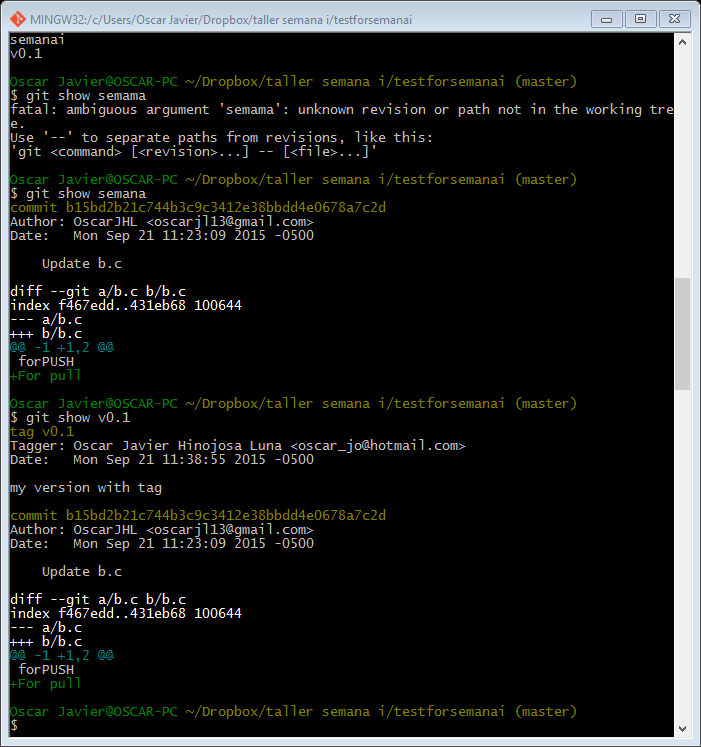 MINGW32:/c/Users/Oscar Javier/Dropbox/taller semana i/testforsemanai
semanai
v0.1
Oscar Javier@OSCAR-PC ~/Dropbox/taller semana i/testforsemanai (master)
$ git show semama
fatal: ambiguous argument 'semama': unknown revision or path not in the working tre
e.
Use '--' to separate paths from revisions, like this:
'git <command> [<revision>...] -- [<file>...]'
Oscar Javier@OSCAR-PC ~/Dropbox/taller semana i/testforsemanai (master)
$ git show semana
commit b15bd2b21c744b3c9c3412e38bbdd4e0678a7c2d
Author: OscarJHL <oscarjl13@gmail.com>
Date:   Mon Sep 21 11:23:09 2015 -0500
    Update b.c
diff --git a/b.c b/b.c
index f467edd..431eb68 100644
--- a/b.c
+++ b/b.c
@@ -1 +1,2 @@
 forPUSH
+For pull
Oscar Javier@OSCAR-PC ~/Dropbox/taller semana i/testforsemanai (master)
$ git show v0.1
tag v0.1
Tagger: Oscar Javier Hinojosa Luna <oscar_jo@hotmail.com>
Date:   Mon Sep 21 11:38:55 2015 -0500
my version with tag
commit b15bd2b21c744b3c9c3412e38bbdd4e0678a7c2d
Author: OscarJHL <oscarjl13@gmail.com>
Date:   Mon Sep 21 11:23:09 2015 -0500
    Update b.c
diff --git a/b.c b/b.c
index f467edd..431eb68 100644
--- a/b.c
+++ b/b.c
@@ -1 +1,2 @@
 forPUSH
+For pull
Oscar Javier@OSCAR-PC ~/Dropbox/taller semana i/testforsemanai (master)
$